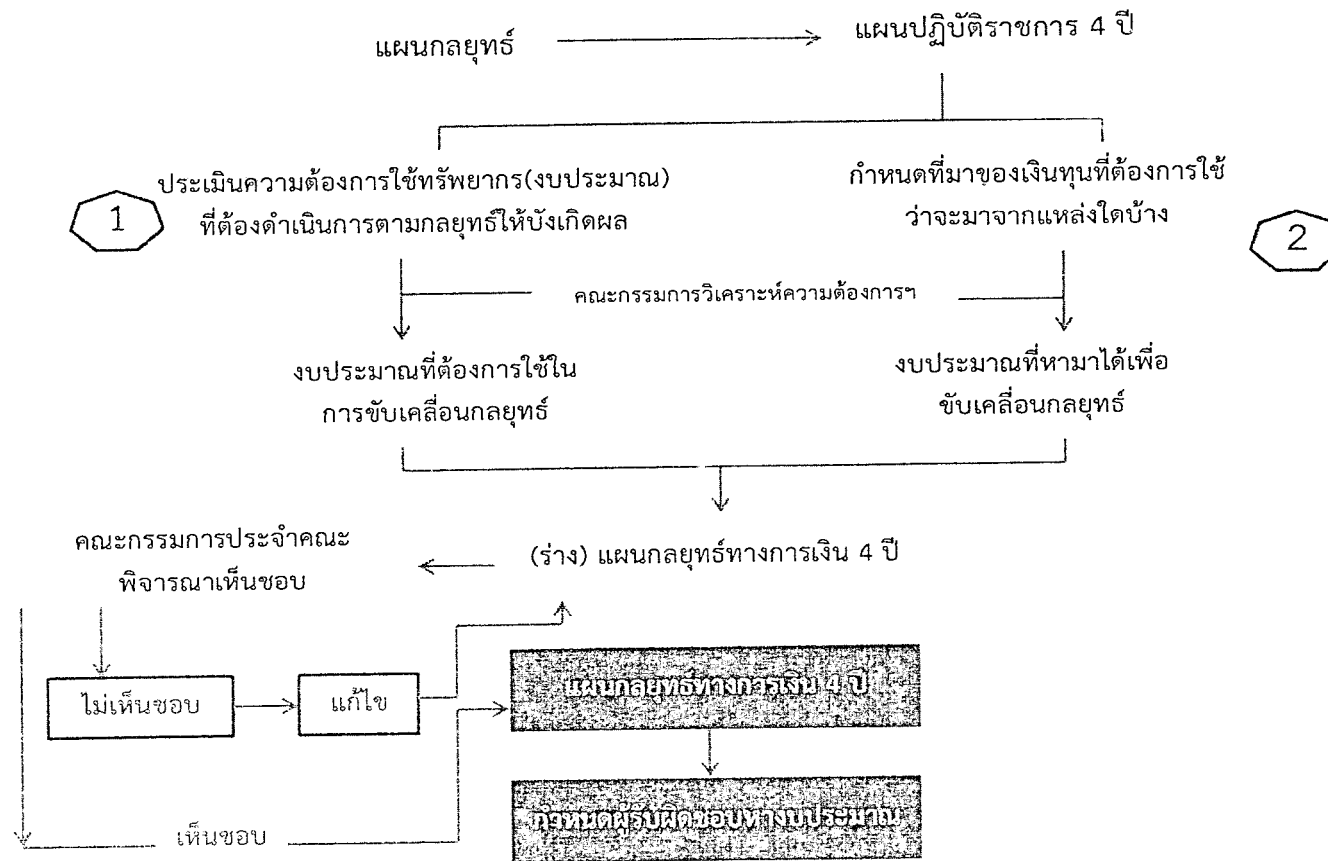 แผนกลยุทธ์
แผนปฏิบัติราชการ 4 ปี
1
ประเมินความต้องการใช้ทรัพยากร(งบประมาณ)
ที่ต้องดำเนินการตามกลยุทธ์ให้บังเกิดผล
กำหนดที่มาของเงินทุนที่ต้องการใช้
ว่าจะมาจากแหล่งใดบ้าง
2
คณะกรรมการวิเคราะห์ความต้องการฯ
งบประมาณที่ต้องการใช้ใน
การขับเคลื่อนกลยุทธ์
งบประมาณที่หามาได้เพื่อ
ขับเคลื่อนกลยุทธ์
คณะกรรมการประจำคณะ
พิจารณาเห็นชอบ
(ร่าง) แผนกลยุทธ์ทางการเงิน 4 ปี
ไม่เห็นชอบ
แก้ไข
แผนกลยุทธ์ทางการเงิน 4 ปี
กำหนดผู้รับผิดชอบหางบประมาณ
เห็นชอบ